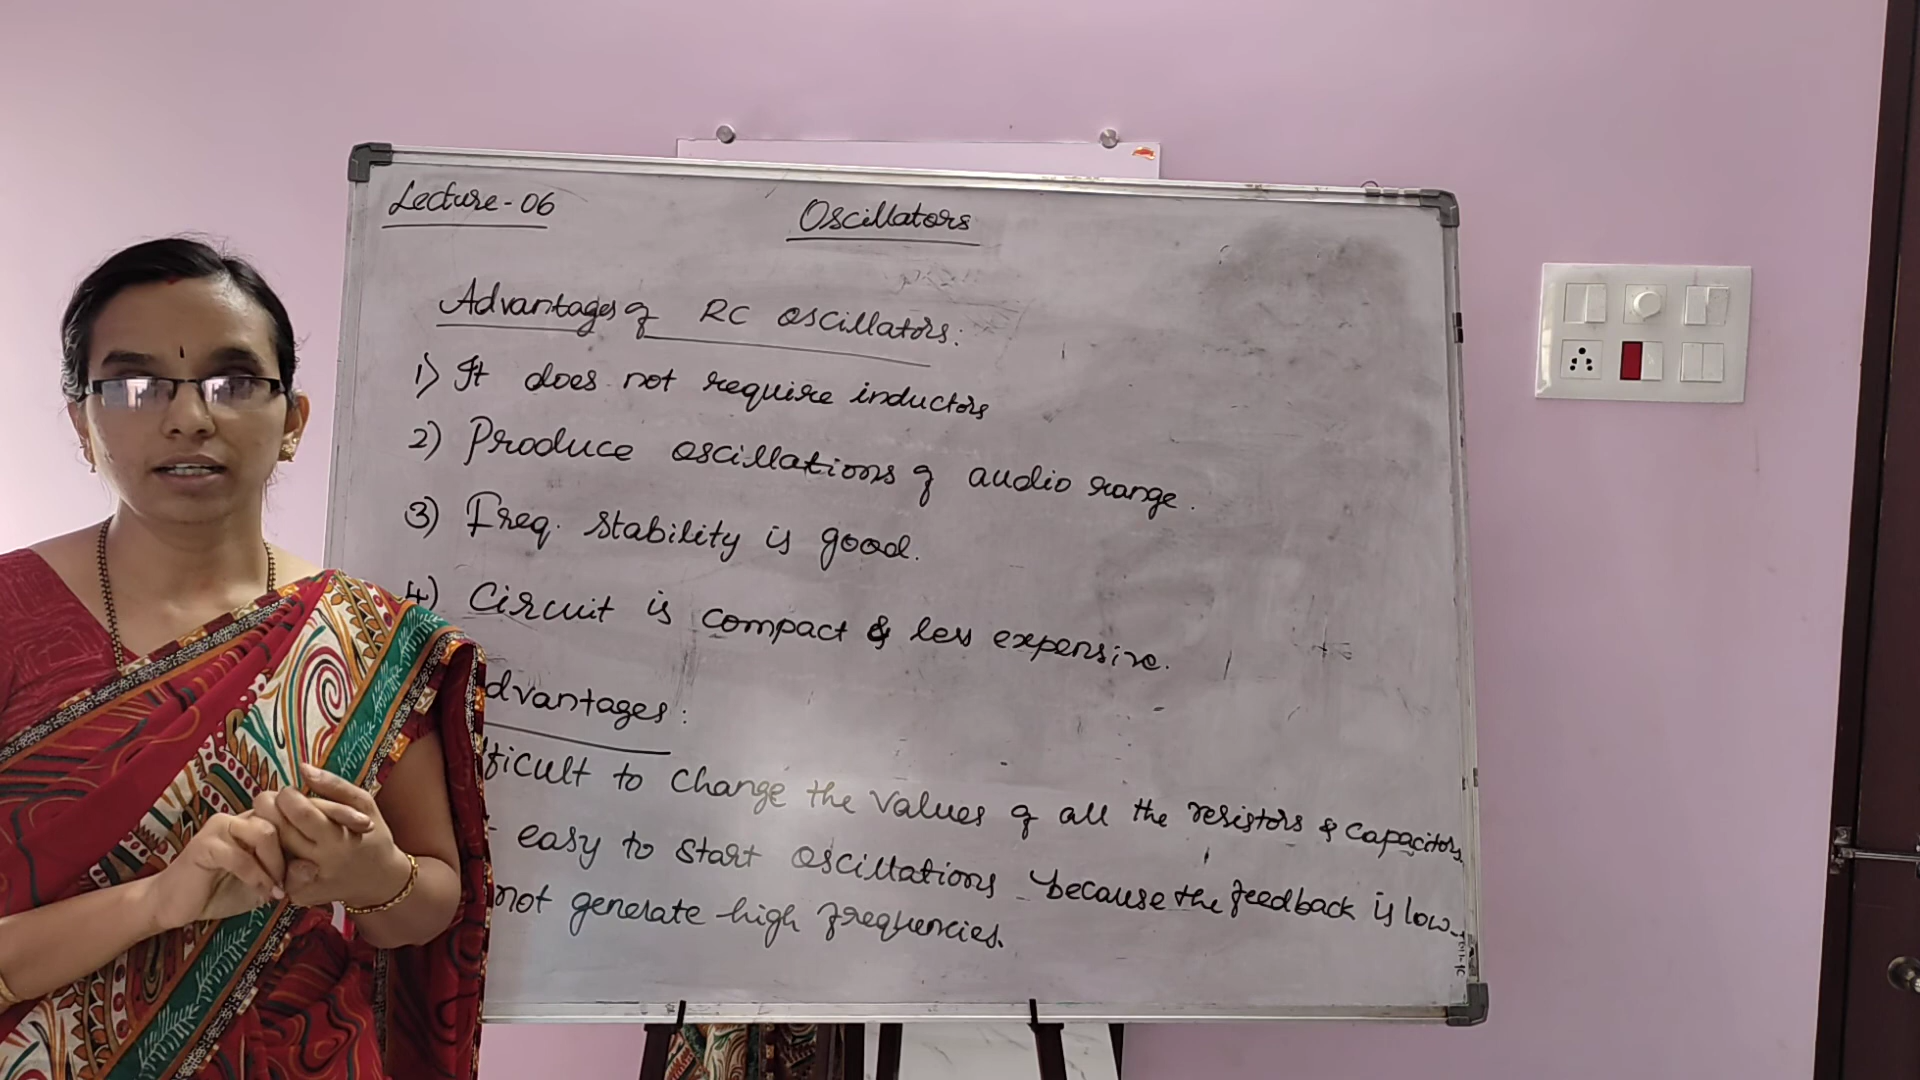 Lecture-06
Oscillators
Advantages of RC oscillators:
1) It does not require inductors
2) Produce oscillations of audio range.
3) Freq. stability is good.
4) Circuit is compact & less expensive.
dvantages:
ficult to change the values of all the resistors & capacitors.
easy to start oscillations because the feedback is low
not generate high frequencies.